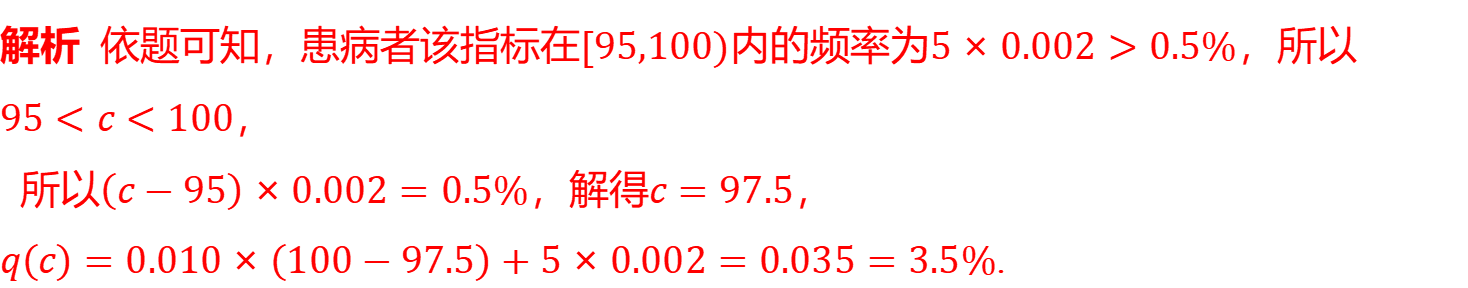 解析 依题可知，患病者该指标在[95,100)内的频率为5 × 0.002 > 0.5%，所以
95 < c < 100，
所以(c − 95) × 0.002 = 0.5%，解得c = 97.5，
q(c) = 0.010 × (100 − 97.5) + 5 × 0.002 = 0.035 = 3.5%.